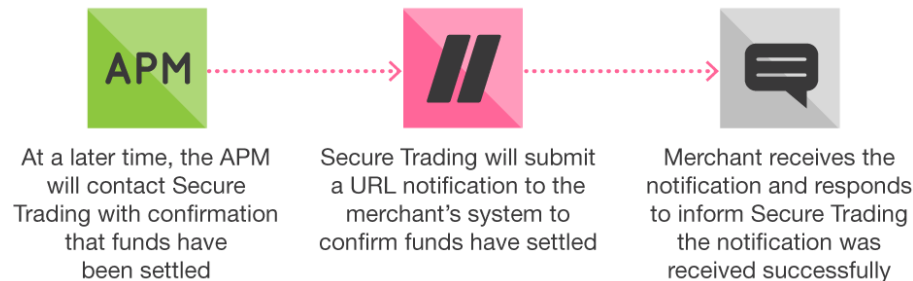 APM
At a later time, the APM
will contact Secure
Trading with confirmation
that funds have
been settled
Secure Trading will submit
a URL notification to the
merchant's system to
confirm funds have settled
Merchant receives the
notification and responds
to inform Secure Trading
the notification was
received successfully